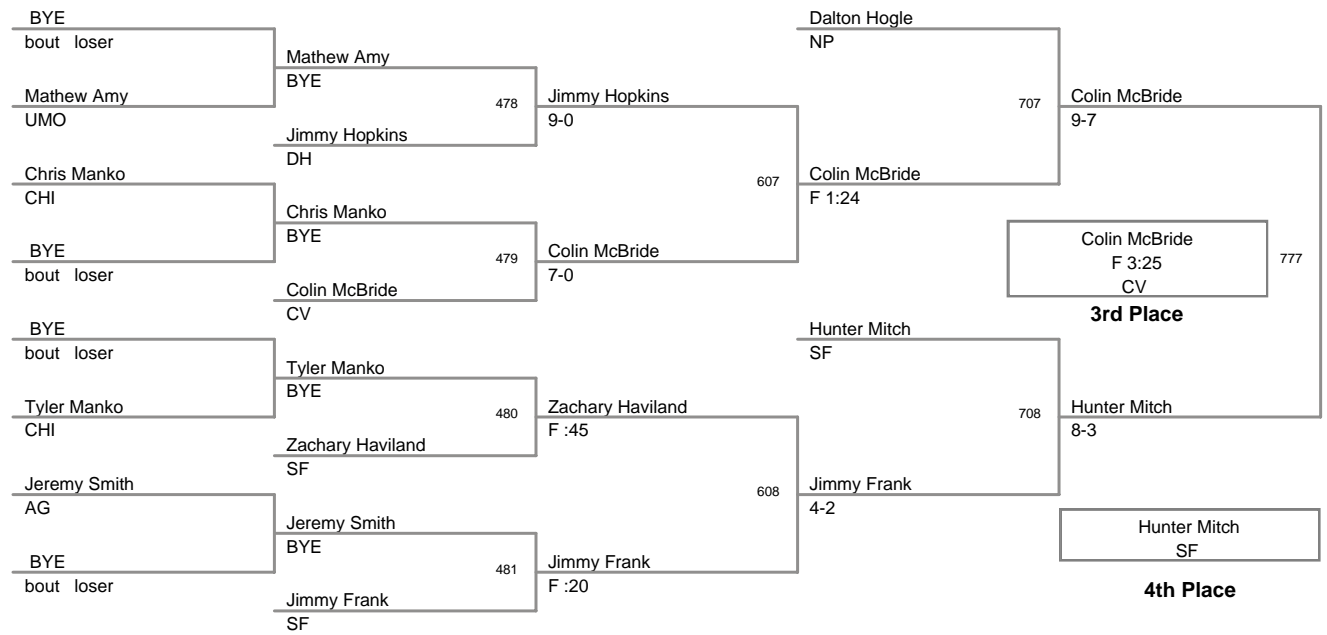 BYE
bout loser
Mathew Amy
UMO
Chris Manko
CHI
BYE
bout loser
BYE
bout loser
Tyler Manko
CHI
Jeremy Smith
AG
BYE
bout loser
Mathew Amy
BYE
478
Jimmy Hopkins
DH
Chris Manko
BYE
479
Colin McBride
CV
Tyler Manko
BYE
480
Zachary Haviland
SF
Jeremy Smith
BYE
481
Jimmy Frank
SF
Jimmy Hopkins
9-0
607
Colin McBride
7-0
Zachary Haviland
F :45
608
Jimmy Frank
F :20
Dalton Hogle
NP
707
Colin McBride
F 1:24
Hunter Mitch
SF
708
Jimmy Frank
4-2
Colin McBride
9-7
Colin McBride
F 3:25
CV
777
3rd Place
Hunter Mitch
8-3
Hunter Mitch
SF
4th Place